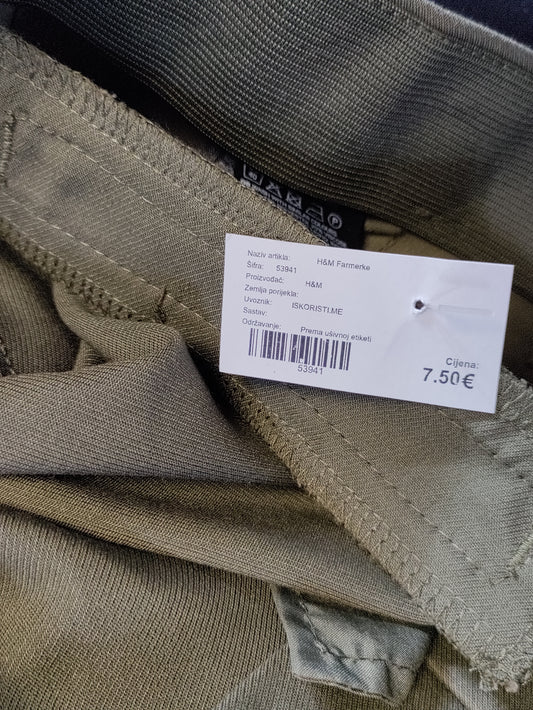 Naziv artikla: H&M Farmerke
Šifra: 53941
Proizvođač: H&M
Zemlja porijekla:
Uvoznik: ISKORISTI.ME
Sastav:
Održavanje: Prema ušivnoj etiketi
53941
Cijena:
7.50€